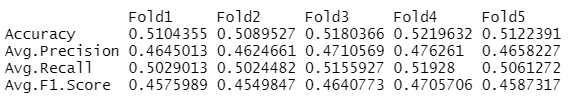 Fold1 Fold2 Fold3 Fold4 Fold5
Accuracy 0.5104355 0.5089527 0.5180366 0.5219632 0.5122391
Avg.Precision 0.4645013 0.4624661 0.4710569 0.476261 0.4658227
Avg.Recall 0.5029013 0.5024482 0.5155927 0.51928 0.5061272
Avg.F1.Score 0.4575989 0.4549847 0.4640773 0.4705706 0.4587317